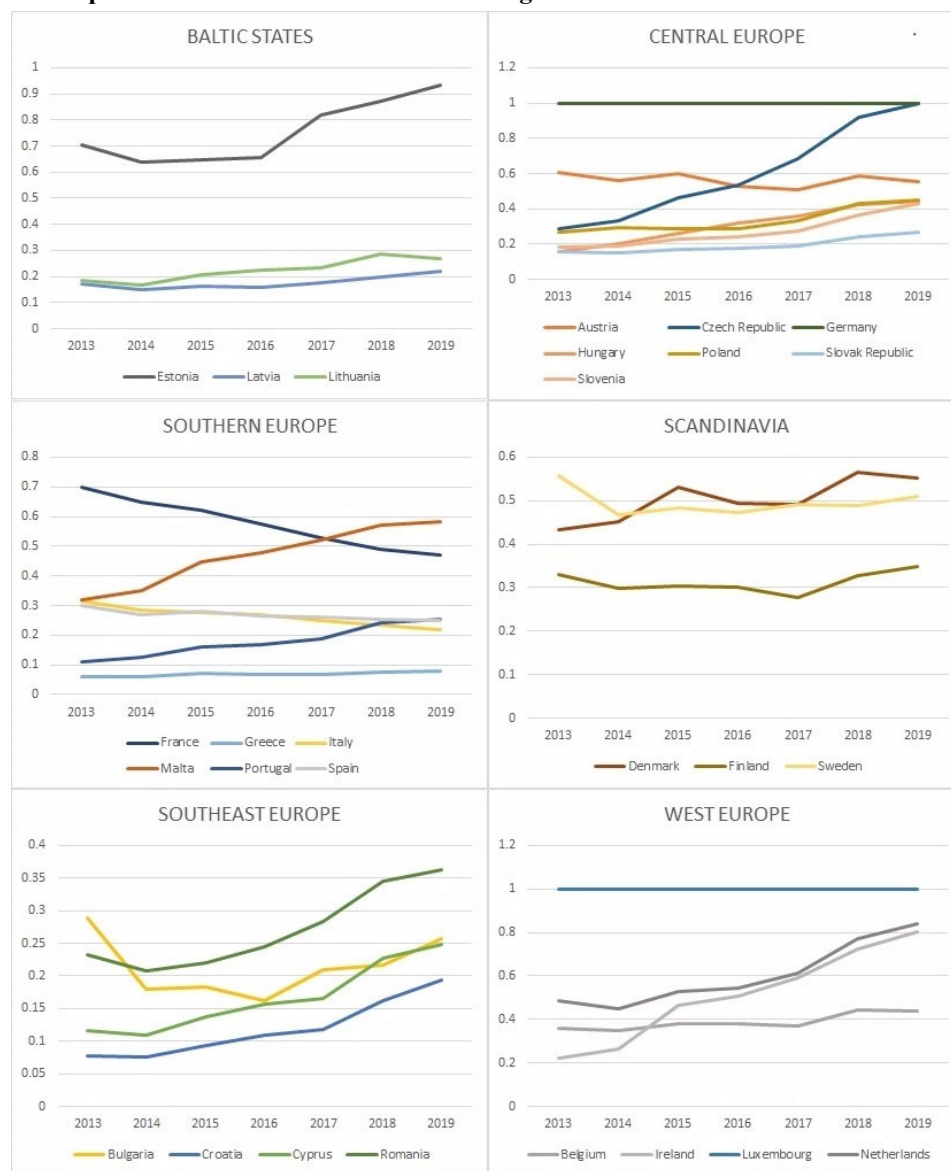 BALTIC STATES
1
0.9
0.8
0.7
0.6
0.5
0.4
0.3
0.2
0.1
0
2013 2014 2015 2016 2017 2018 2019
Estonia Latvia Lithuania
CENTRAL EUROPE
1.2
1
0.8
0.6
0.4
0.2
0
2013 2014 2015 2016 2017 2018 2019
Austria Czech Republic Germany
Hungary Poland Slovak Republic
Slovenia
SOUTHERN EUROPE
0.8
0.7
0.6
0.5
0.4
0.3
0.2
0.1
0
2013 2014 2015 2016 2017 2018 2019
France Greece Italy
Malta Portugal Spain
SCANDINAVIA
0.6
0.5
0.4
0.3
0.2
0.1
0
2013 2014 2015 2016 2017 2018 2019
Denmark Finland Sweden
SOUTHEAST EUROPE
0.4
0.35
0.3
0.25
0.2
0.15
0.1
0.05
0
2013 2014 2015 2016 2017 2018 2019
Bulgaria Croatia Cyprus Romania
WEST EUROPE
1.2
1
0.8
0.6
0.4
0.2
0
2013 2014 2015 2016 2017 2018 2019
Belgium Ireland Luxembourg Netherlands